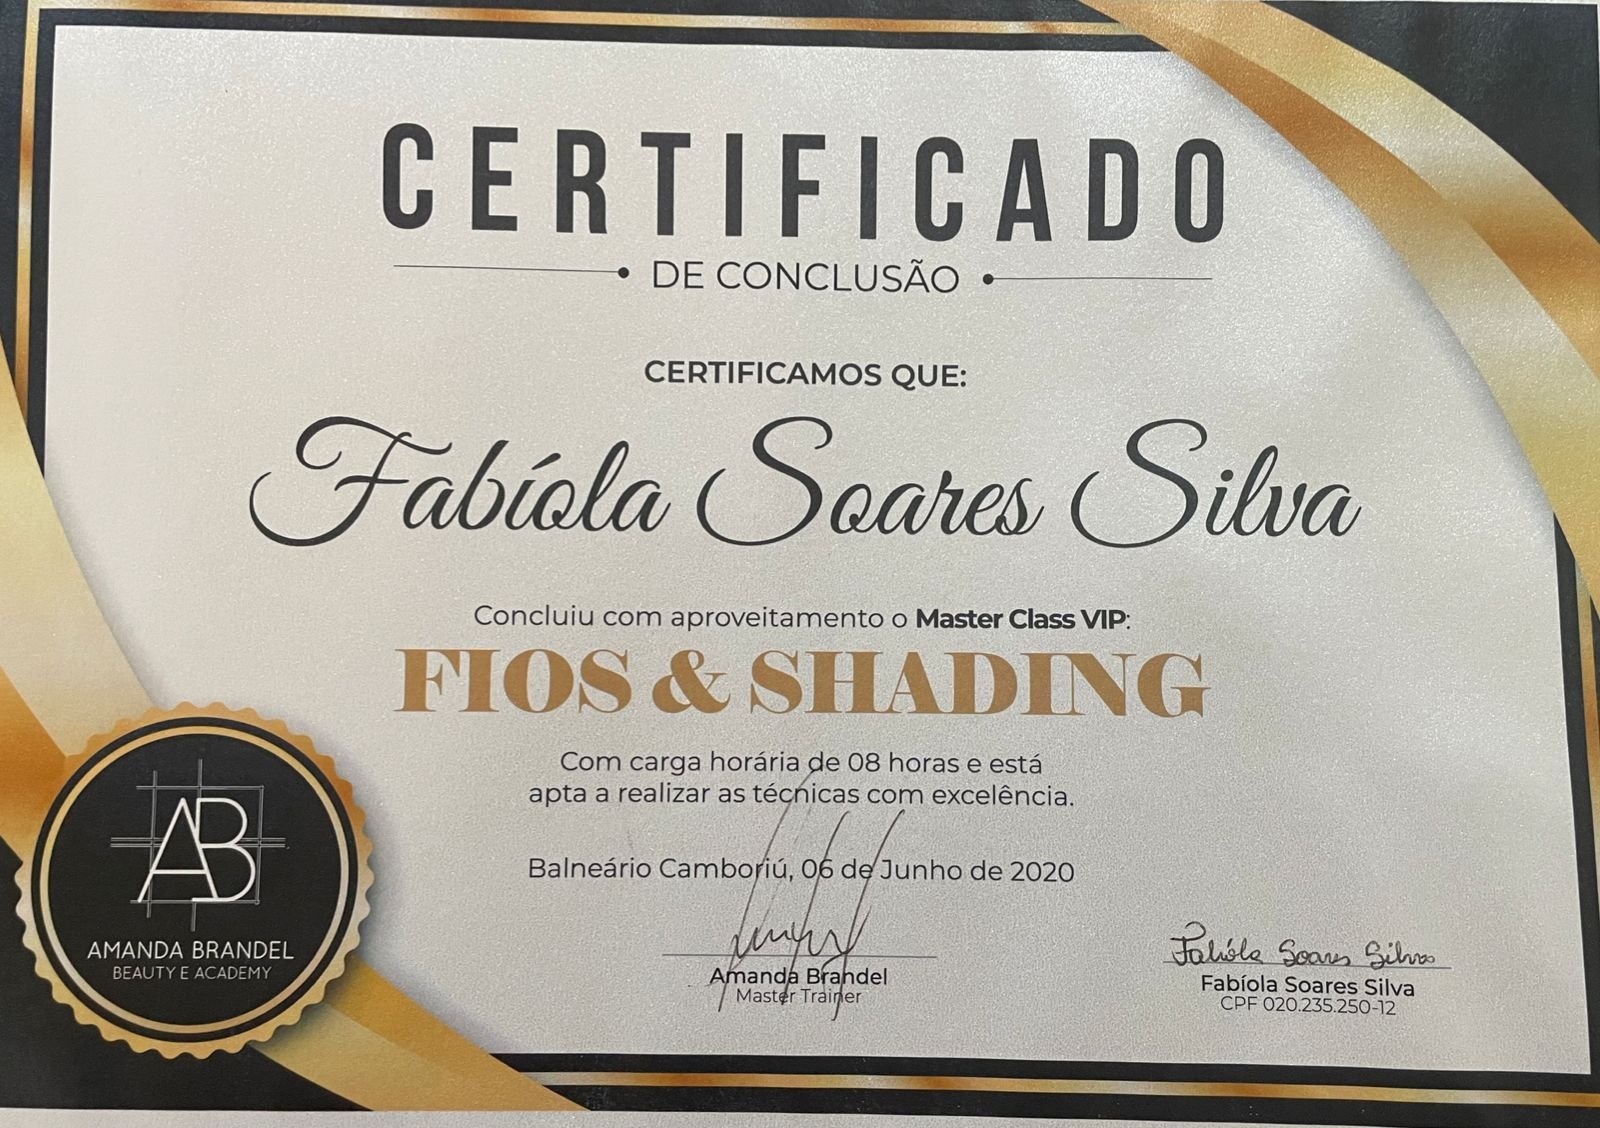 CERTIFICADO
DE CONCLUSÃO
CERTIFICAMOS QUE:
Fabíola Soares Silva
Concluiu com aproveitamento o Master Class VIP:
FIOS & SHADING
Com carga horária de 08 horas e está
apta a realizar as técnicas com excelência.
Balneário Camboriú, 06 de Junho de 2020
AB
AMANDA BRANDEL
BEAUTY E ACADEMY
Amanda Brandel
Master Trainer
Fabíola Soares Silva
Fabíola Soares Silva
CPF 020.235.250-12